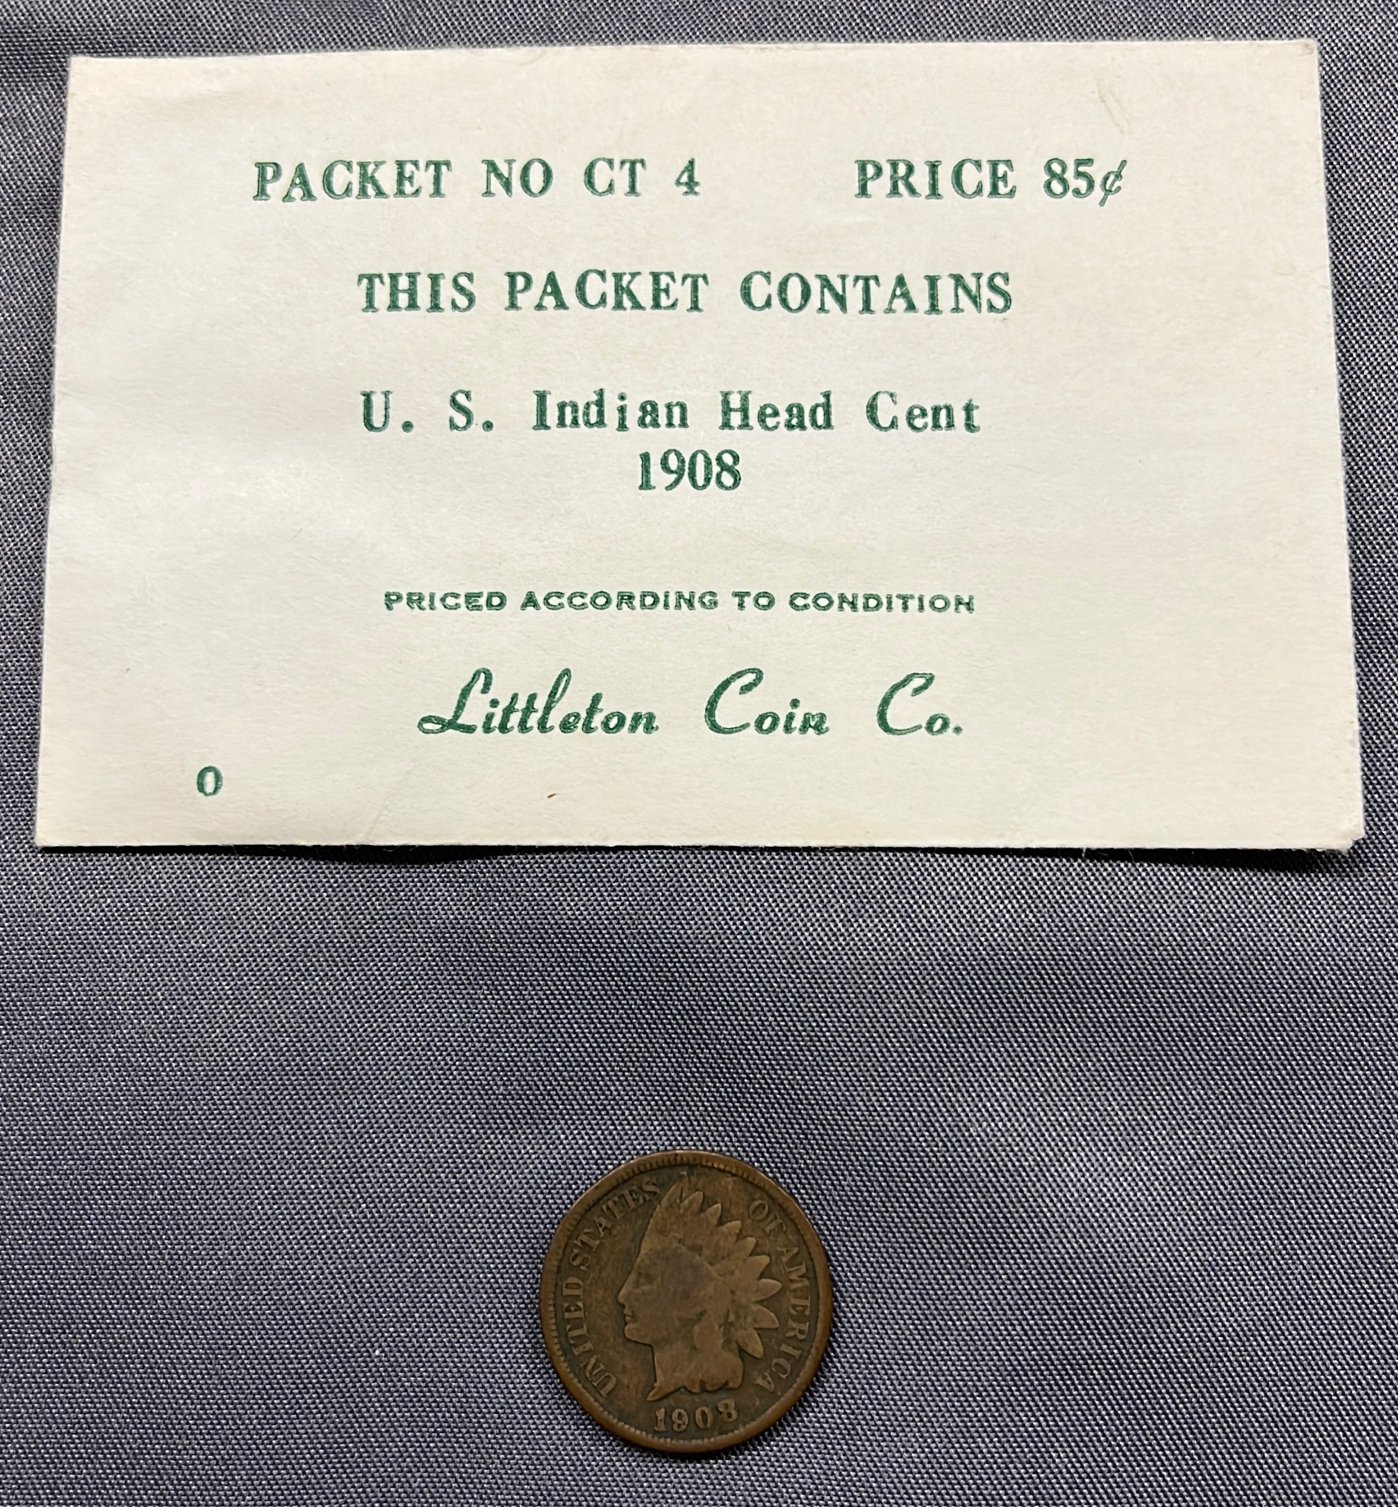 PACKET NO CT 4 PRICE 85¢
THIS PACKET CONTAINS
U. S. Indian Head Cent
1908
PRICED ACCORDING TO CONDITION
Littleton Coin Co.
O
UNITED STATES OF AMERICA
1908